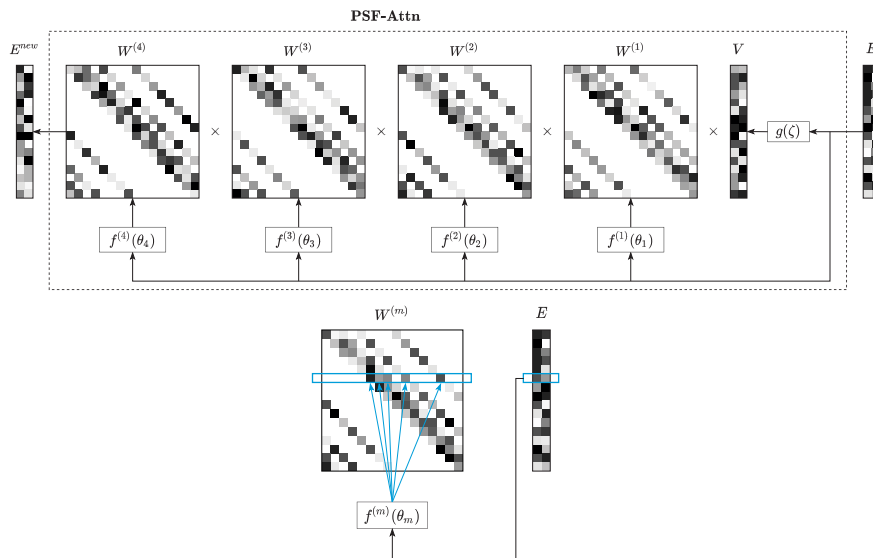 PSF-Attn
E^{new} W^{(4)} W^{(3)} W^{(2)} W^{(1)} V E
× × × × g(ζ)
f^{(4)}(θ_4) f^{(3)}(θ_3) f^{(2)}(θ_2) f^{(1)}(θ_1)
W^{(m)} E
f^{(m)}(θ_m)